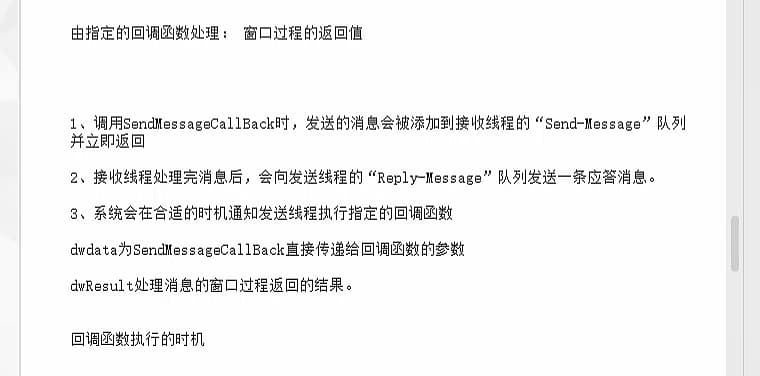 由指定的回调函数处理： 窗口过程的返回值
1、调用SendMessageCallBack时，发送的消息会被添加到接收线程的“Send-Message”队列
并立即返回
2、接收线程处理完消息后，会向发送线程的“Reply-Message”队列发送一条应答消息。
3、系统会在合适的时机通知发送线程执行指定的回调函数
dwdata为SendMessageCallBack直接传递给回调函数的参数
dwResult处理消息的窗口过程返回的结果。
回调函数执行的时机